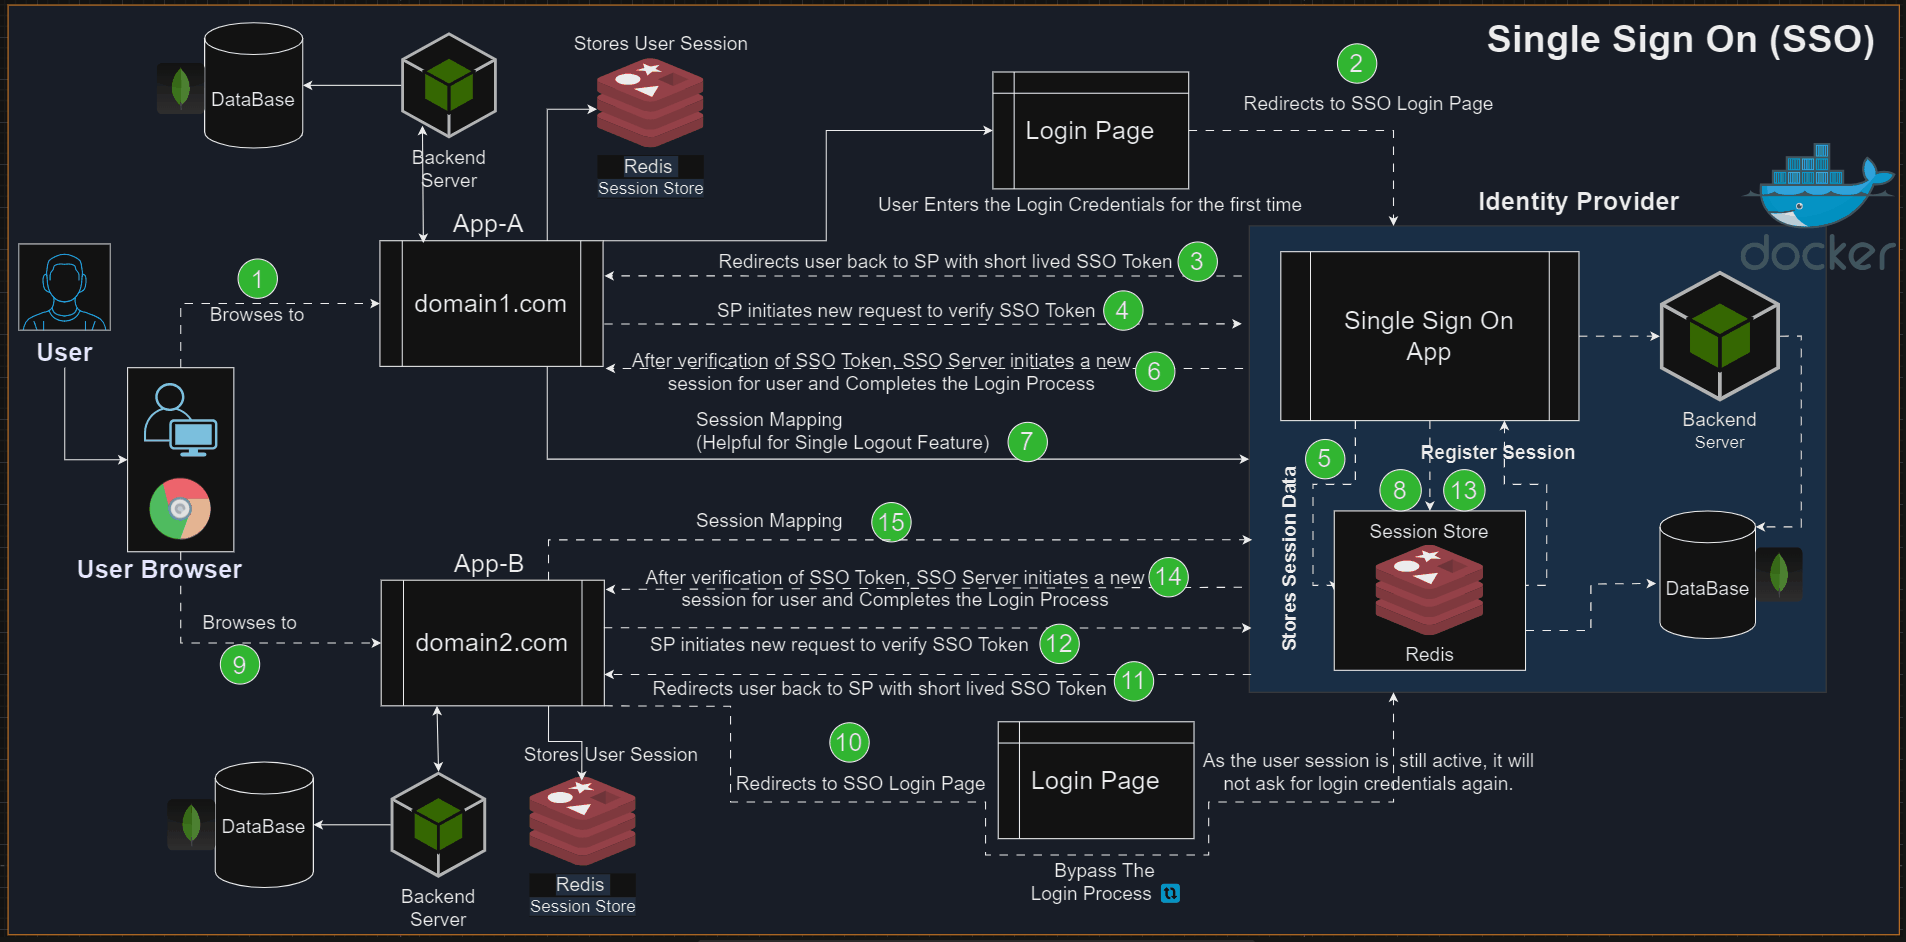 Single Sign On (SSO)
Stores User Session
DataBase
Backend
Server
Redis
Session Store
Login Page
2
Redirects to SSO Login Page
User Enters the Login Credentials for the first time
Identity Provider
docker
App-A
domain1.com
User
1
Browses to
User Browser
Redirects user back to SP with short lived SSO Token
3
SP initiates new request to verify SSO Token
4
After verification of SSO Token, SSO Server initiates a new
session for user and Completes the Login Process
6
Session Mapping
(Helpful for Single Logout Feature)
7
Single Sign On
App
Backend
Server
5
Register Session
8
13
Stores Session Data
Session Store
Redis
DataBase
Session Mapping
15
App-B
domain2.com
After verification of SSO Token, SSO Server initiates a new
session for user and Completes the Login Process
14
Browses to
9
SP initiates new request to verify SSO Token
12
Redirects user back to SP with short lived SSO Token
11
10
Redirects to SSO Login Page
Stores User Session
Login Page
As the user session is still active, it will
not ask for login credentials again.
DataBase
Backend
Server
Redis
Session Store
Bypass The
Login Process